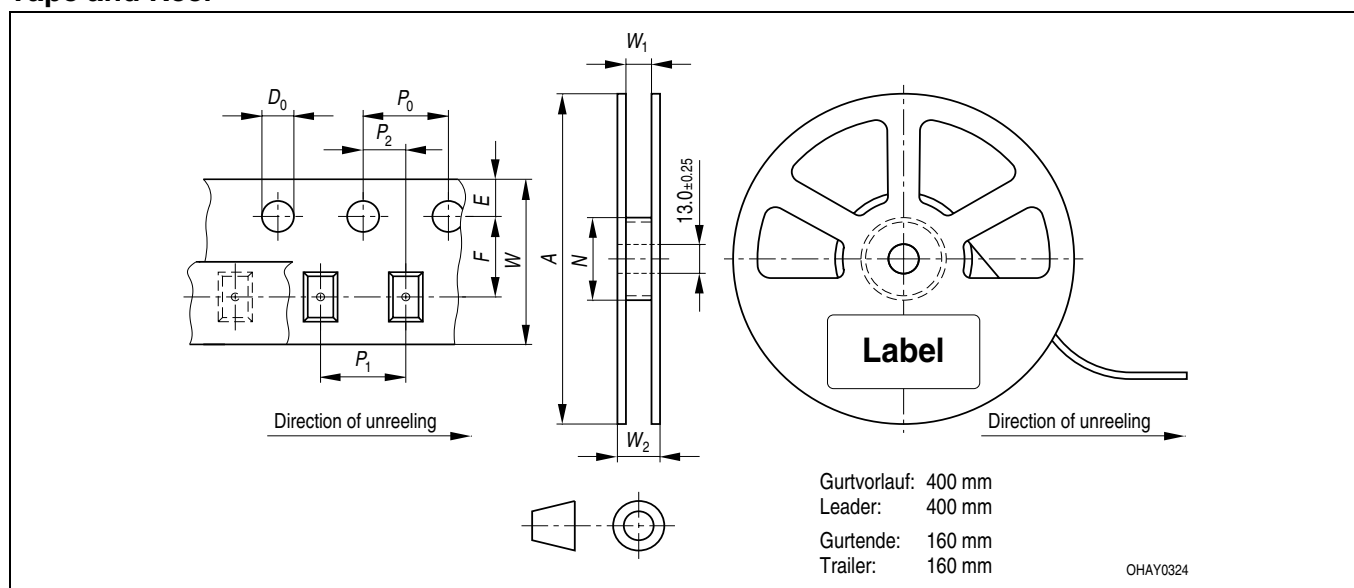 Tape and Reel
W1
D0
P0
P2
E
F
W
A
N
13.0±0.25
Label
P1
Direction of unreeling
W2
Direction of unreeling
Gurtvorlauf: 400 mm
Leader: 400 mm
Gurtende: 160 mm
Trailer: 160 mm
OHAY0324